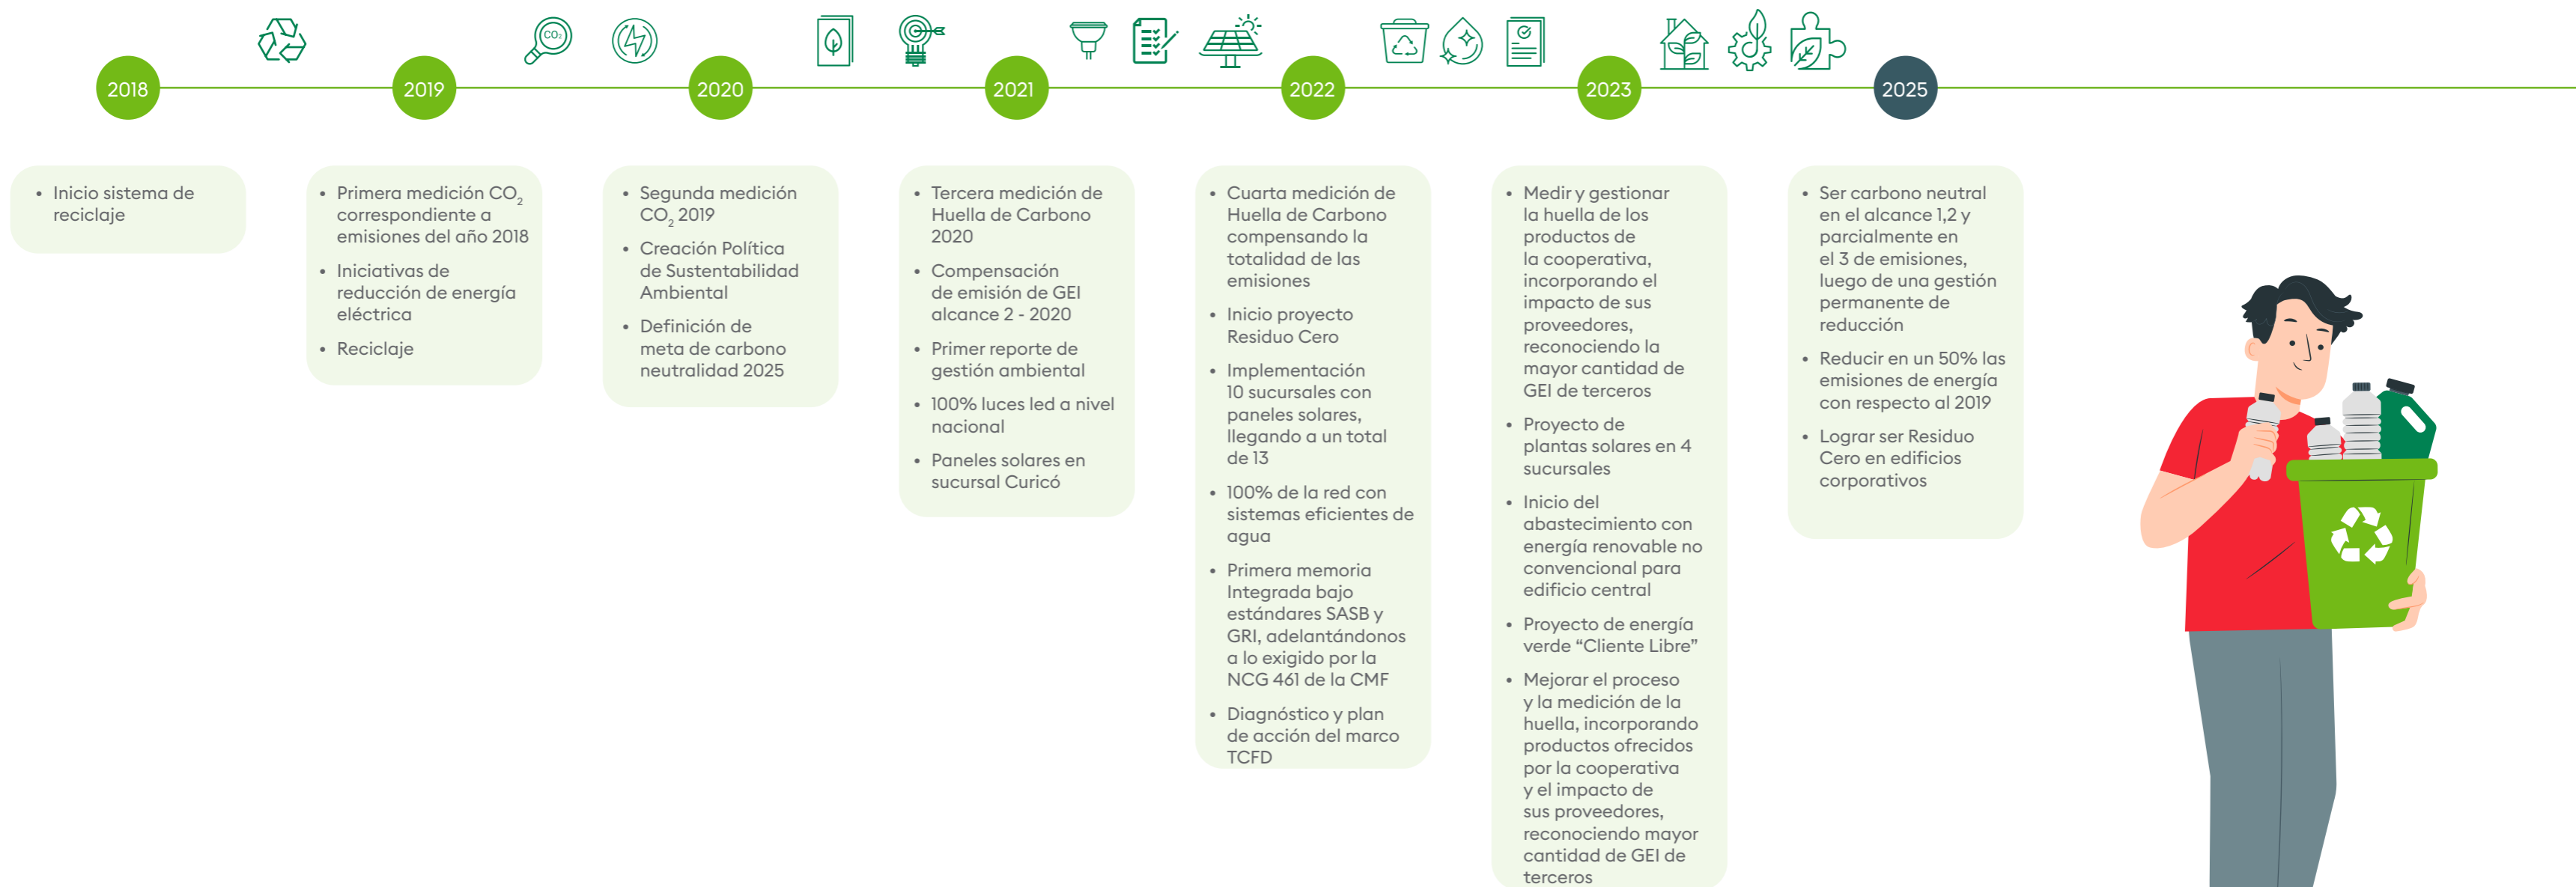 CO₂
2018
2019
2020
2021
2022
2023
2025
• Inicio sistema de
reciclaje
• Primera medición CO₂
correspondiente a
emisiones del año 2018
• Iniciativas de
reducción de energía
eléctrica
• Reciclaje
• Segunda medición
CO₂ 2019
• Creación Política
de Sustentabilidad
Ambiental
• Definición de
meta de carbono
neutralidad 2025
• Tercera medición de
Huella de Carbono
2020
• Compensación
de emisión de GEI
alcance 2 - 2020
• Primer reporte de
gestión ambiental
• 100% luces led a nivel
nacional
• Paneles solares en
sucursal Curicó
• Cuarta medición de
Huella de Carbono
compensando la
totalidad de las
emisiones
• Inicio proyecto
Residuo Cero
• Implementación
10 sucursales con
paneles solares,
llegando a un total
de 13
• 100% de la red con
sistemas eficientes de
agua
• Primera memoria
Integrada bajo
estándares SASB y
GRI, adelantándonos
a lo exigido por la
NCG 461 de la CMF
• Diagnóstico y plan
de acción del marco
TCFD
• Medir y gestionar
la huella de los
productos de
la cooperativa,
incorporando el
impacto de sus
proveedores,
reconociendo la
mayor cantidad de
GEI de terceros
• Proyecto de
plantas solares en 4
sucursales
• Inicio del
abastecimiento con
energía renovable no
convencional para
edificio central
• Proyecto de energía
verde “Cliente Libre”
• Mejorar el proceso
y la medición de la
huella, incorporando
productos ofrecidos
por la cooperativa
y el impacto de
sus proveedores,
reconociendo mayor
cantidad de GEI de
terceros
• Ser carbono neutral
en el alcance 1,2 y
parcialmente en
el 3 de emisiones,
luego de una gestión
permanente de
reducción
• Reducir en un 50% las
emisiones de energía
con respecto al 2019
• Lograr ser Residuo
Cero en edificios
corporativos